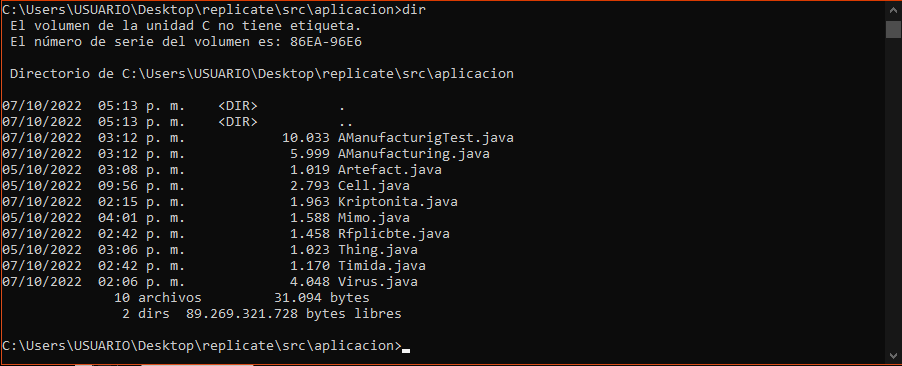 C:\Users\USUARIO\Desktop\replicate\src\aplicacion>dir
 El volumen de la unidad C no tiene etiqueta.
 El número de serie del volumen es: 86EA-96E6

 Directorio de C:\Users\USUARIO\Desktop\replicate\src\aplicacion

07/10/2022  05:13 p. m.    <DIR>          .
07/10/2022  05:13 p. m.    <DIR>          ..
07/10/2022  03:12 p. m.            10.033 AManufacturigTest.java
07/10/2022  03:12 p. m.             5.999 AManufacturing.java
05/10/2022  03:08 p. m.             1.019 Artefact.java
05/10/2022  09:56 p. m.             2.793 Cell.java
07/10/2022  02:15 p. m.             1.963 Kriptonita.java
05/10/2022  04:01 p. m.             1.588 Mimo.java
07/10/2022  02:42 p. m.             1.458 Rfplicbte.java
05/10/2022  03:06 p. m.             1.023 Thing.java
07/10/2022  02:42 p. m.             1.170 Timida.java
07/10/2022  02:06 p. m.             4.048 Virus.java
              10 archivos         31.094 bytes
               2 dirs  89.269.321.728 bytes libres

C:\Users\USUARIO\Desktop\replicate\src\aplicacion>